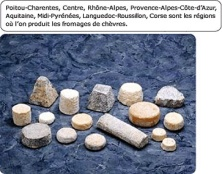 Poitou-Charentes, Centre, Rhône-Alpes, Provence-Alpes-Côte-d'Azur,
Aquitaine, Midi-Pyrénées, Languedoc-Roussillon, Corse sont les régions
où l'on produit les fromages de chèvres.